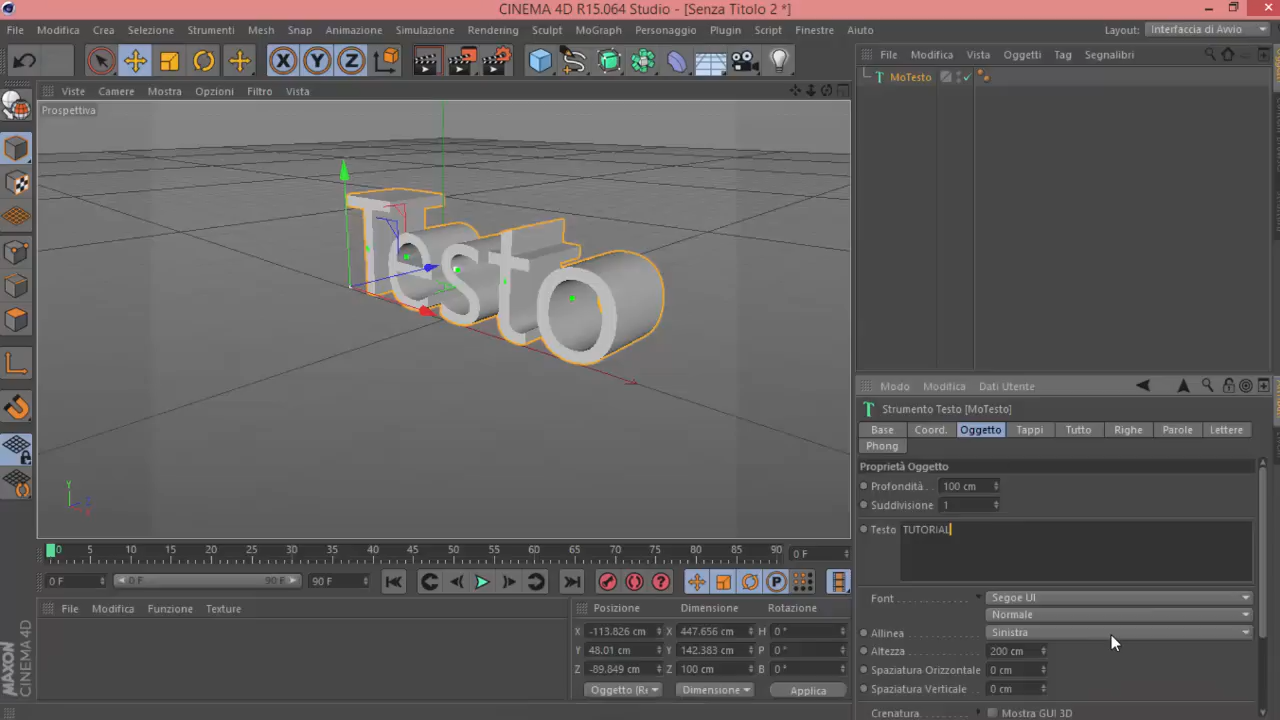 CINEMA 4D R15.064 Studio - [Senza Titolo 2 *]
File Modifica Crea Selezione Strumenti Mesh Snap Animazione Simulazione Rendering Sculpt MoGraph Personaggio Plugin Script Finestre Aiuto Layout: Interfaccia di Avvio
X Y Z
File Modifica Vista Oggetti Tag Segnalibri
MoTesto
Viste Camere Mostra Opzioni Filtro Vista
Prospettiva
Testo
Y
Modo Modifica Dati Utente
Strumento Testo [MoTesto]
Base Coord. Oggetto Tappi Tutto Righe Parole Lettere
Phong
Proprietà Oggetto
Profondità 100 cm
Suddivisione 1
Testo TUTORIAL
Font Segoe UI
Normale
Allinea Sinistra
Altezza 200 cm
Spaziatura Orizzontale 0 cm
Spaziatura Verticale 0 cm
Crenatura Mostra GUI 3D
0 5 10 15 20 25 30 35 40 45 50 55 60 65 70 75 80 85 90 0 F
0 F 0 F 90 F 90 F
File Modifica Funzione Texture
Posizione Dimensione Rotazione
X -113.826 cm X 447.656 cm H 0 °
Y 48.01 cm Y 142.383 cm P 0 °
Z -89.849 cm Z 100 cm B 0 °
Oggetto (Re Dimensione Applica
MAXON
CINEMA 4D